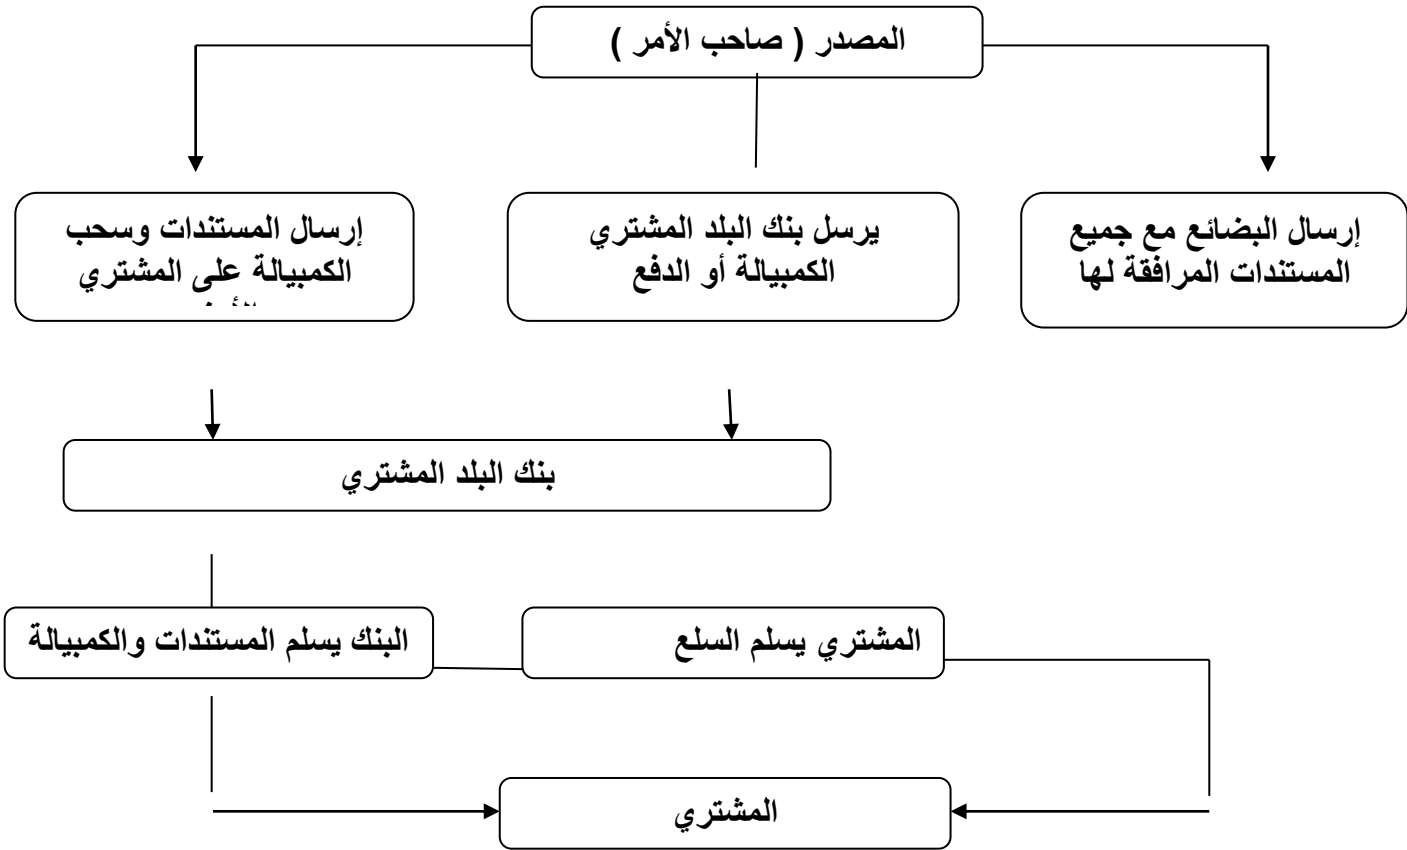 المصدر ( صاحب الأمر )
إرسال البضائع مع جميع
المستندات المرافقة لها
يرسل بنك البلد المشتري
الكمبيالة أو الدفع
إرسال المستندات وسحب
الكمبيالة على المشتري
بنك البلد المشتري
المشتري يسلم السلع
البنك يسلم المستندات والكمبيالة
المشتري